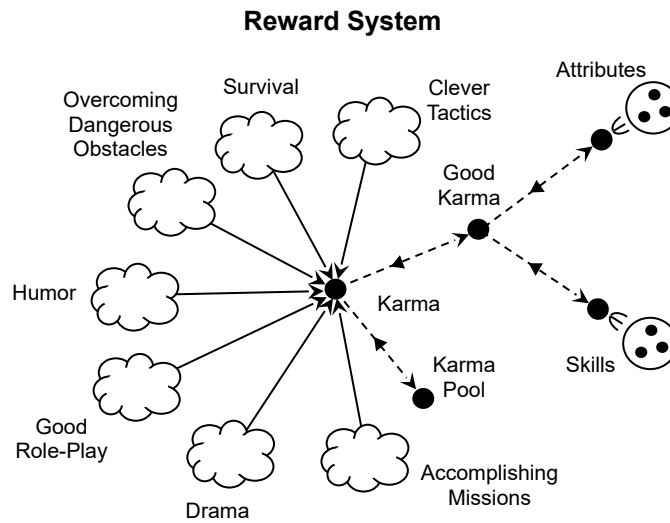 Reward System
Attributes
Survival
Clever
Tactics
Overcoming
Dangerous
Obstacles
Good
Karma
Humor
Karma
Karma
Pool
Skills
Good
Role-Play
Accomplishing
Missions
Drama